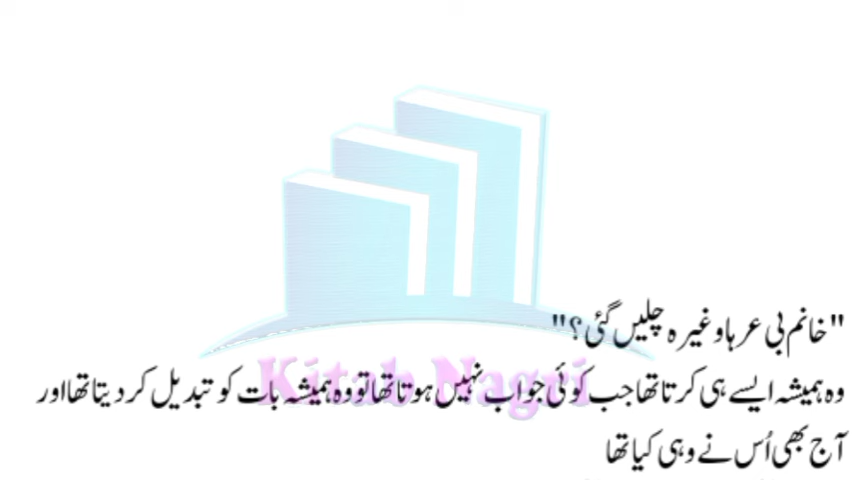 "خانم بی عرہا وغیرہ چلیں گئی؟"
وہ ہمیشہ ایسے ہی کرتا تھا جب کوئی جواب نہیں ہوتا تھا تو وہ ہمیشہ بات کو تبدیل کر دیتا تھا اور
Kitab Nagri
آج بھی اُس نے وہی کیا تھا